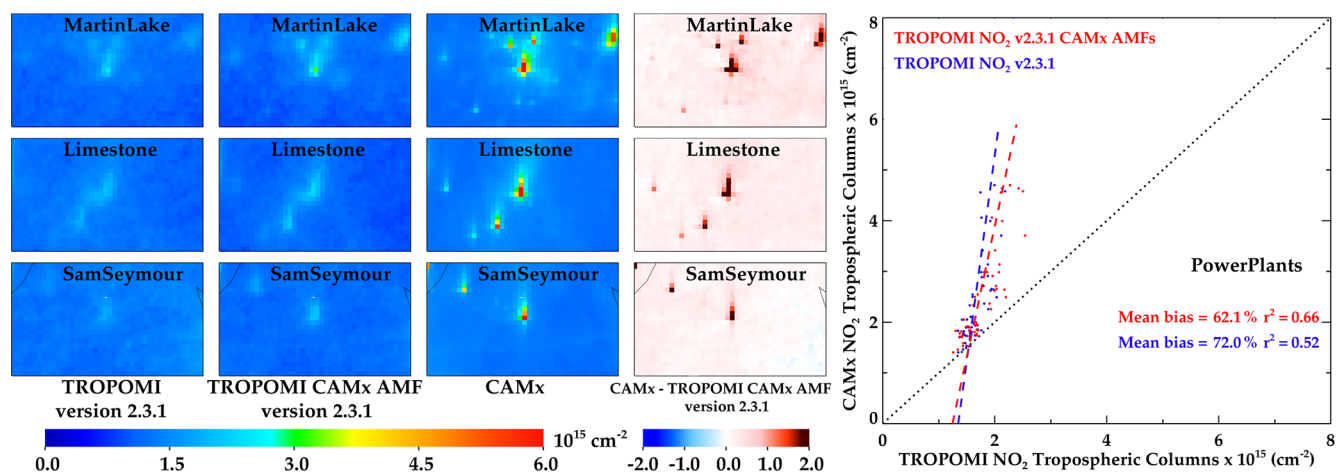 MartinLake
MartinLake
MartinLake
MartinLake
Limestone
Limestone
Limestone
Limestone
SamSeymour
SamSeymour
SamSeymour
SamSeymour
TROPOMI
version 2.3.1
TROPOMI CAMx AMF
version 2.3.1
CAMx
CAMx - TROPOMI CAMx AMF
version 2.3.1
0.0 1.5 3.0 4.5 6.0
10¹⁵ cm⁻²
-2.0 -1.0 0.0 1.0 2.0
CAMx NO₂ Tropospheric Columns x 10¹⁵ (cm⁻²)
8
6
4
2
0
TROPOMI NO₂ v2.3.1 CAMx AMFs
TROPOMI NO₂ v2.3.1
PowerPlants
Mean bias = 62.1% r² = 0.66
Mean bias = 72.0% r² = 0.52
0 2 4 6 8
TROPOMI NO₂ Tropospheric Columns x 10¹⁵ (cm⁻²)